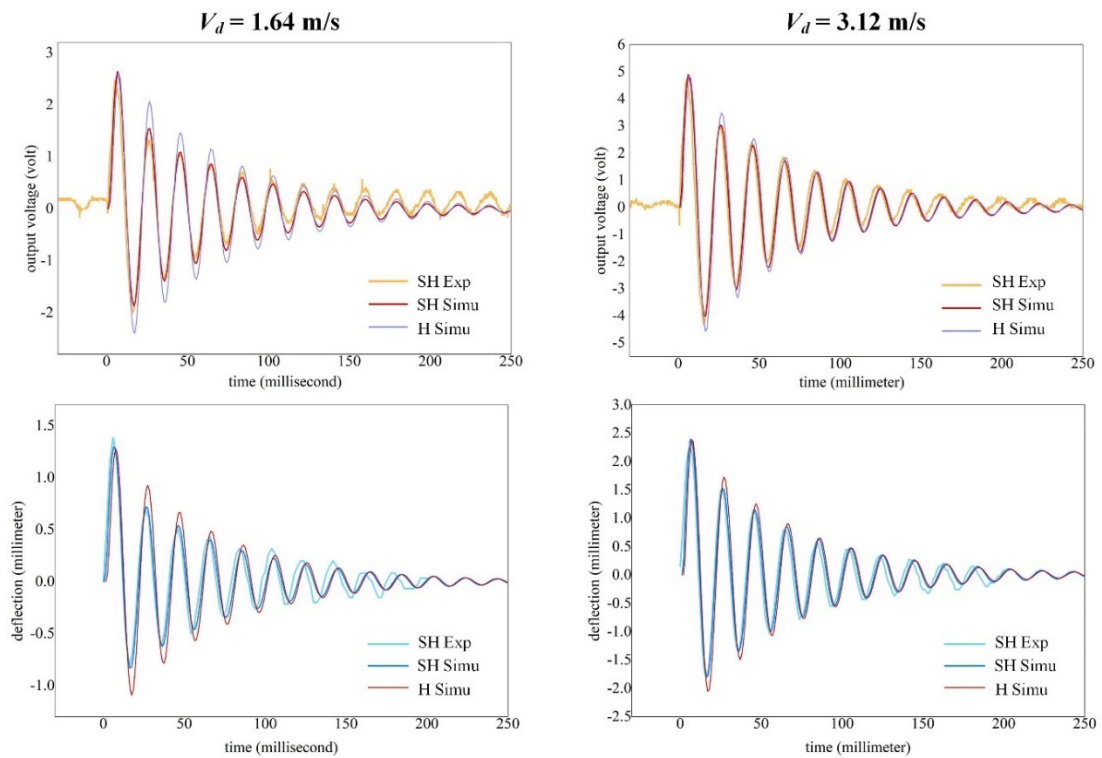 V_d = 1.64 m/s
3
2
1
0
-1
-2
output voltage (volt)
SH Exp
SH Simu
H Simu
0 50 100 150 200 250
time (millisecond)
V_d = 3.12 m/s
6
5
4
3
2
1
0
-1
-2
-3
-4
-5
output voltage (volt)
SH Exp
SH Simu
H Simu
0 50 100 150 200 250
time (millimeter)
1.5
1.0
0.5
0.0
-0.5
-1.0
deflection (millimeter)
SH Exp
SH Simu
H Simu
0 50 100 150 200 250
time (millisecond)
3.0
2.5
2.0
1.5
1.0
0.5
0
-0.5
-1.0
-1.5
-2.0
-2.5
deflection (millimeter)
SH Exp
SH Simu
H Simu
0 50 100 150 200 250
time (millimeter)